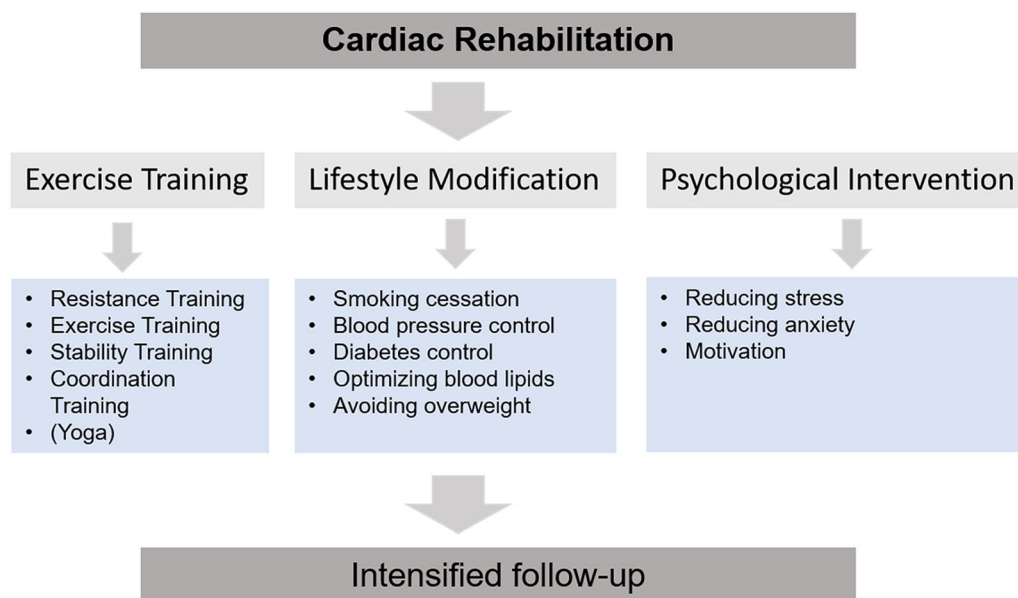 Cardiac Rehabilitation
Exercise Training
Lifestyle Modification
Psychological Intervention
• Resistance Training
• Exercise Training
• Stability Training
• Coordination
Training
• (Yoga)
• Smoking cessation
• Blood pressure control
• Diabetes control
• Optimizing blood lipids
• Avoiding overweight
• Reducing stress
• Reducing anxiety
• Motivation
Intensified follow-up